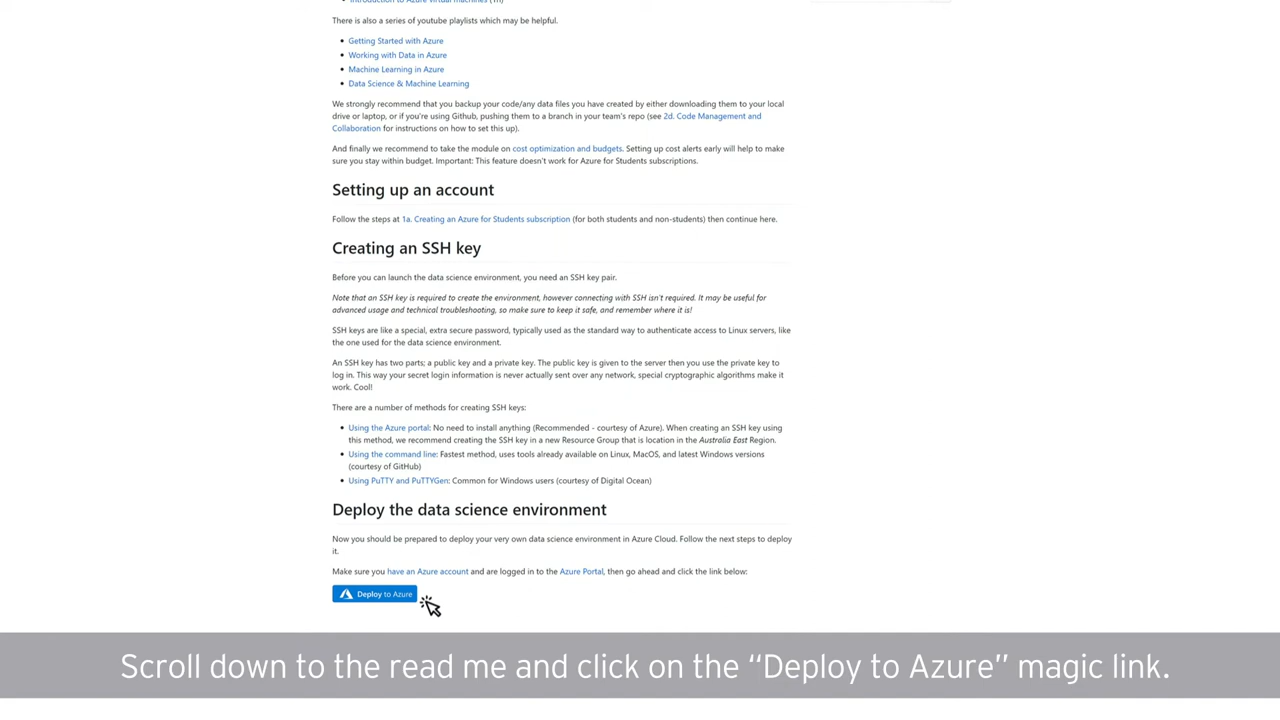 Introduction to Azure virtual machines (1h)
There is also a series of youtube playlists which may be helpful.
• Getting Started with Azure
• Working with Data in Azure
• Machine Learning in Azure
• Data Science & Machine Learning
We strongly recommend that you backup your code/any data files you have created by either downloading them to your local
drive or laptop, or if you're using Github, pushing them to a branch in your team's repo (see 2d. Code Management and
Collaboration for instructions on how to set this up).
And finally we recommend to take the module on cost optimization and budgets. Setting up cost alerts early will help to make
sure you stay within budget. Important: This feature doesn't work for Azure for Students subscriptions.
Setting up an account
Follow the steps at 1a. Creating an Azure for Students subscription (for both students and non-students) then continue here.
Creating an SSH key
Before you can launch the data science environment, you need an SSH key pair.
Note that an SSH key is required to create the environment, however connecting with SSH isn't required. It may be useful for
advanced usage and technical troubleshooting, so make sure to keep it safe, and remember where it is!
SSH keys are like a special, extra secure password, typically used as the standard way to authenticate access to Linux servers, like
the one used for the data science environment.
An SSH key has two parts; a public key and a private key. The public key is given to the server then you use the private key to
log in. This way your secret login information is never actually sent over any network, special cryptographic algorithms make it
work. Cool!
There are a number of methods for creating SSH keys:
• Using the Azure portal: No need to install anything (Recommended - courtesy of Azure). When creating an SSH key using
this method, we recommend creating the SSH key in a new Resource Group that is location in the Australia East Region.
• Using the command line: Fastest method, uses tools already available on Linux, MacOS, and latest Windows versions
(courtesy of GitHub)
• Using PuTTY and PuTTYGen: Common for Windows users (courtesy of Digital Ocean)
Deploy the data science environment
Now you should be prepared to deploy your very own data science environment in Azure Cloud. Follow the next steps to deploy
it.
Make sure you have an Azure account and are logged in to the Azure Portal, then go ahead and click the link below:
Deploy to Azure
Scroll down to the read me and click on the “Deploy to Azure” magic link.